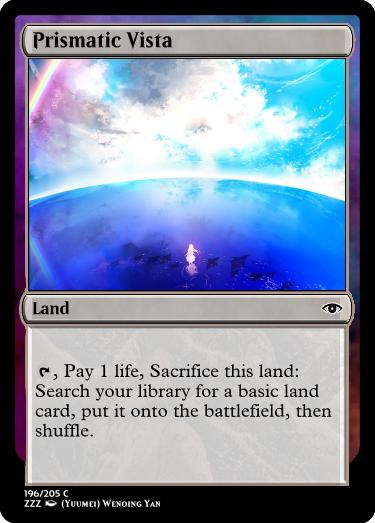 Prismatic Vista
Land
, Pay 1 life, Sacrifice this land:
Search your library for a basic land
card, put it onto the battlefield, then
shuffle.
196/205 C
ZZZ (Yuumei) Wenqing Yan